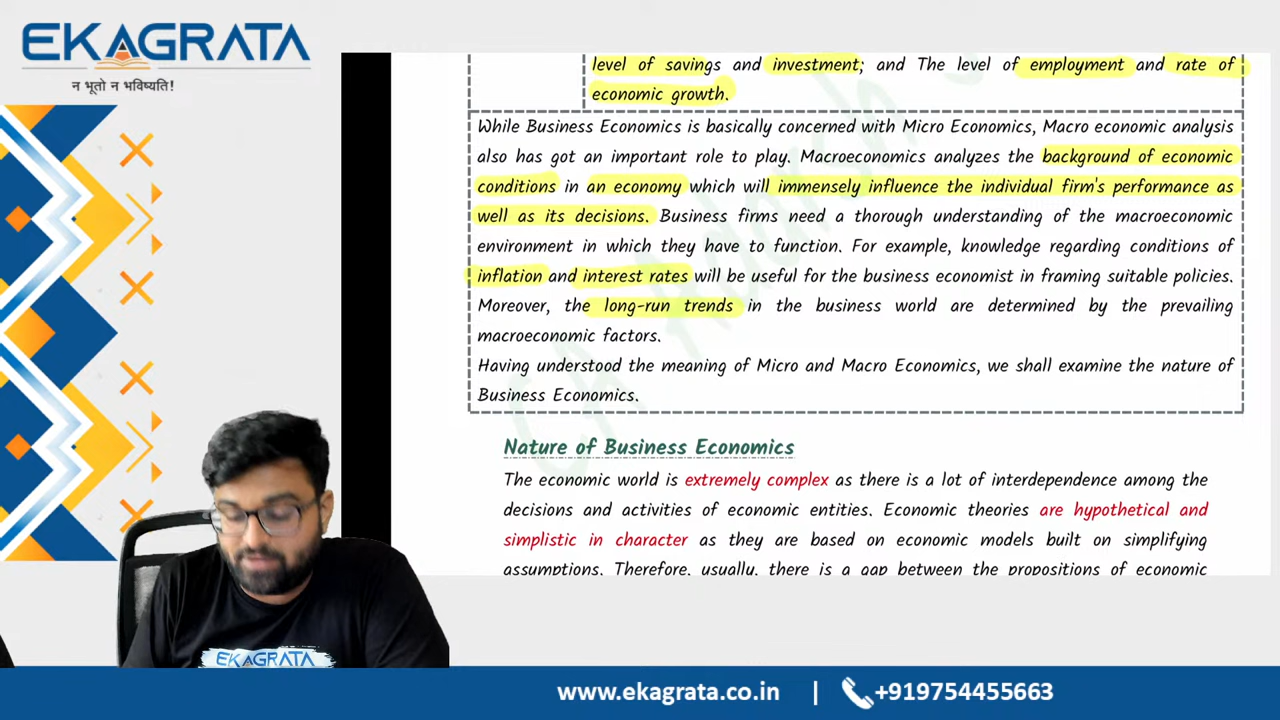 EKAGRATA
न भूतो न भविष्यति!
level of savings and investment; and The level of employment and rate of
economic growth.
While Business Economics is basically concerned with Micro Economics, Macro economic analysis
also has got an important role to play. Macroeconomics analyzes the background of economic
conditions in an economy which will immensely influence the individual firm's performance as
well as its decisions. Business firms need a thorough understanding of the macroeconomic
environment in which they have to function. For example, knowledge regarding conditions of
inflation and interest rates will be useful for the business economist in framing suitable policies.
Moreover, the long-run trends in the business world are determined by the prevailing
macroeconomic factors.
Having understood the meaning of Micro and Macro Economics, we shall examine the nature of
Business Economics.
Nature of Business Economics
The economic world is extremely complex as there is a lot of interdependence among the
decisions and activities of economic entities. Economic theories are hypothetical and
simplistic in character as they are based on economic models built on simplifying
assumptions. Therefore, usually, there is a gap between the propositions of economic
EKAGRATA
www.ekagrata.co.in | +919754455663